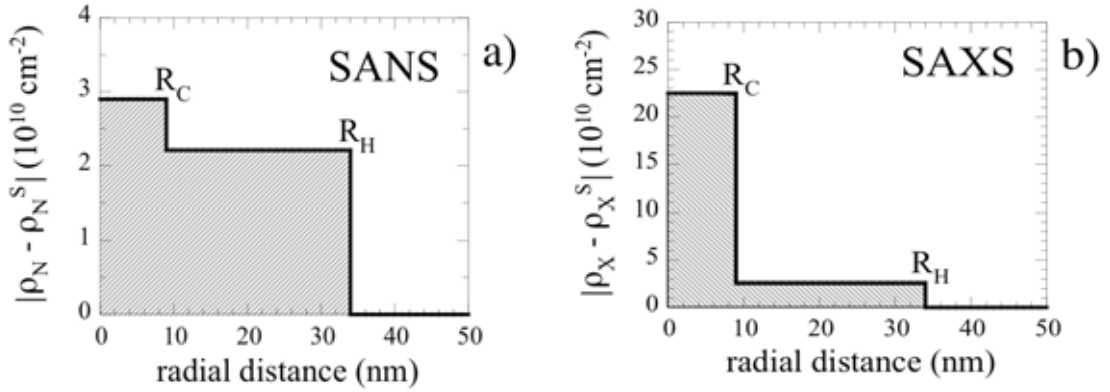 a)
SANS
R_C
R_H
|ρ_N - ρ_N^S| (10^10 cm^-2)
4
3
2
1
0
0 10 20 30 40 50
radial distance (nm)
b)
SAXS
R_C
R_H
|ρ_X - ρ_X^S| (10^10 cm^-2)
30
25
20
15
10
5
0
0 10 20 30 40 50
radial distance (nm)